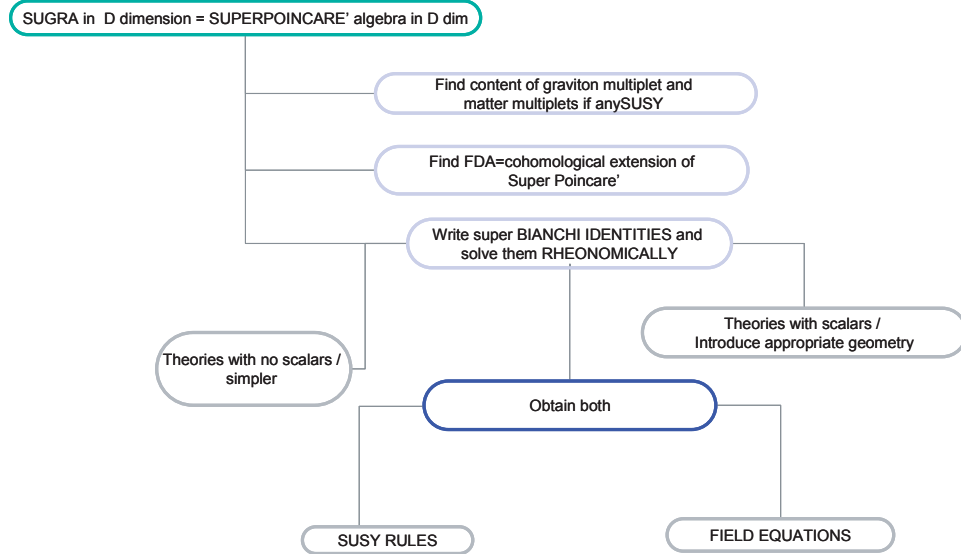 SUGRA in D dimension = SUPERPOINCARE' algebra in D dim
Find content of graviton multiplet and
matter multiplets if anySUSY
Find FDA=cohomological extension of
Super Poincare'
Write super BIANCHI IDENTITIES and
solve them RHEONOMICALLY
Theories with scalars /
Introduce appropriate geometry
Theories with no scalars /
simpler
Obtain both
SUSY RULES
FIELD EQUATIONS